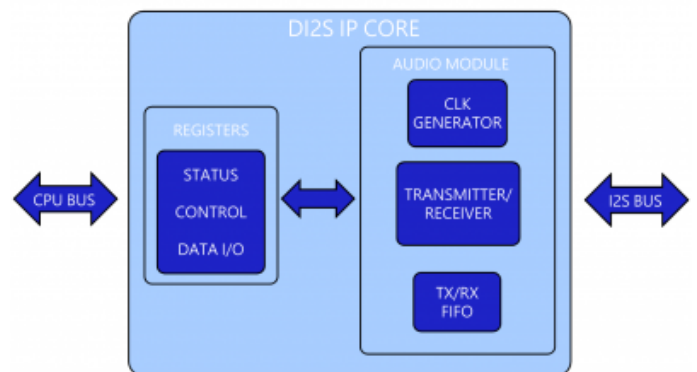 DI2S IP CORE
AUDIO MODULE
CLK
GENERATOR
REGISTERS
STATUS
CONTROL
DATA I/O
CPU BUS
TRANSMITTER/
RECEIVER
I2S BUS
TX/RX
FIFO